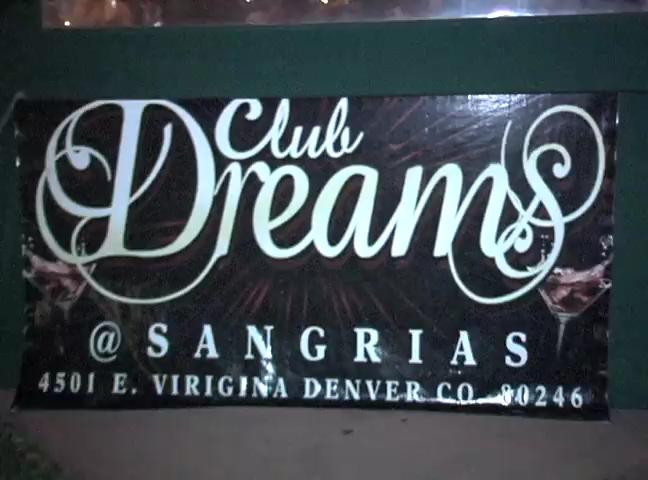 Club
Dreams
@ SANGRIAS
4501 E. VIRIGINA DENVER CO. 80246